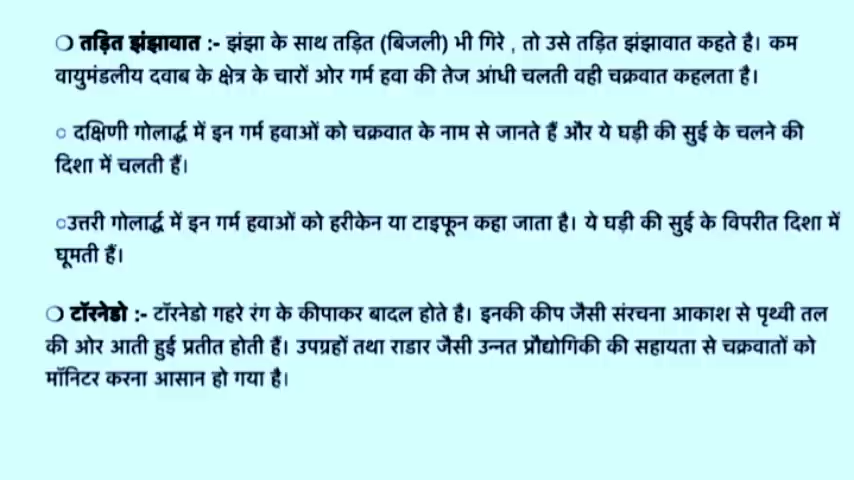 ❍ तड़ित झंझावात :- झंझा के साथ तड़ित (बिजली) भी गिरे , तो उसे तड़ित झंझावात कहते है। कम
वायुमंडलीय दवाब के क्षेत्र के चारों ओर गर्म हवा की तेज आंधी चलती वही चक्रवात कहलता है।
○ दक्षिणी गोलार्द्ध में इन गर्म हवाओं को चक्रवात के नाम से जानते हैं और ये घड़ी की सुई के चलने की
दिशा में चलती हैं।
○उत्तरी गोलार्द्ध में इन गर्म हवाओं को हरीकेन या टाइफून कहा जाता है। ये घड़ी की सुई के विपरीत दिशा में
घूमती हैं।
❍ टॉरनेडो :- टॉरनेडो गहरे रंग के कीपाकर बादल होते है। इनकी कीप जैसी संरचना आकाश से पृथ्वी तल
की ओर आती हुई प्रतीत होती हैं। उपग्रहों तथा राडार जैसी उन्नत प्रौद्योगिकी की सहायता से चक्रवातों को
मॉनिटर करना आसान हो गया है।